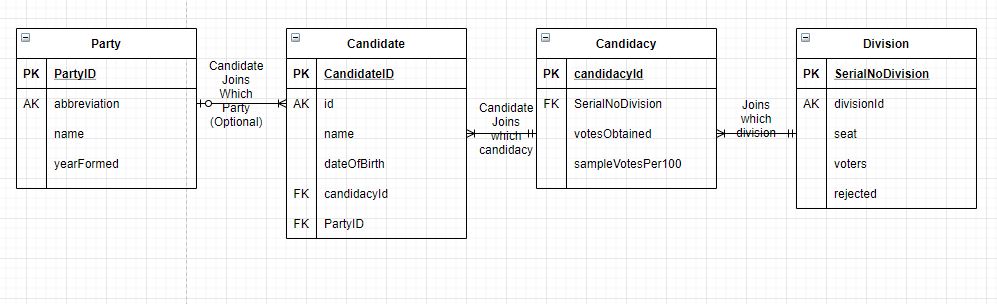 Party
PK PartyID
AK abbreviation
name
yearFormed
Candidate
Joins
Which
Party
(Optional)
Candidate
PK CandidateID
AK id
name
dateOfBirth
FK candidacyId
FK PartyID
Candidate
Joins
which
candidacy
Candidacy
PK candidacyId
FK SerialNoDivision
votesObtained
sampleVotesPer100
Joins
which
division
Division
PK SerialNoDivision
AK divisionId
seat
voters
rejected